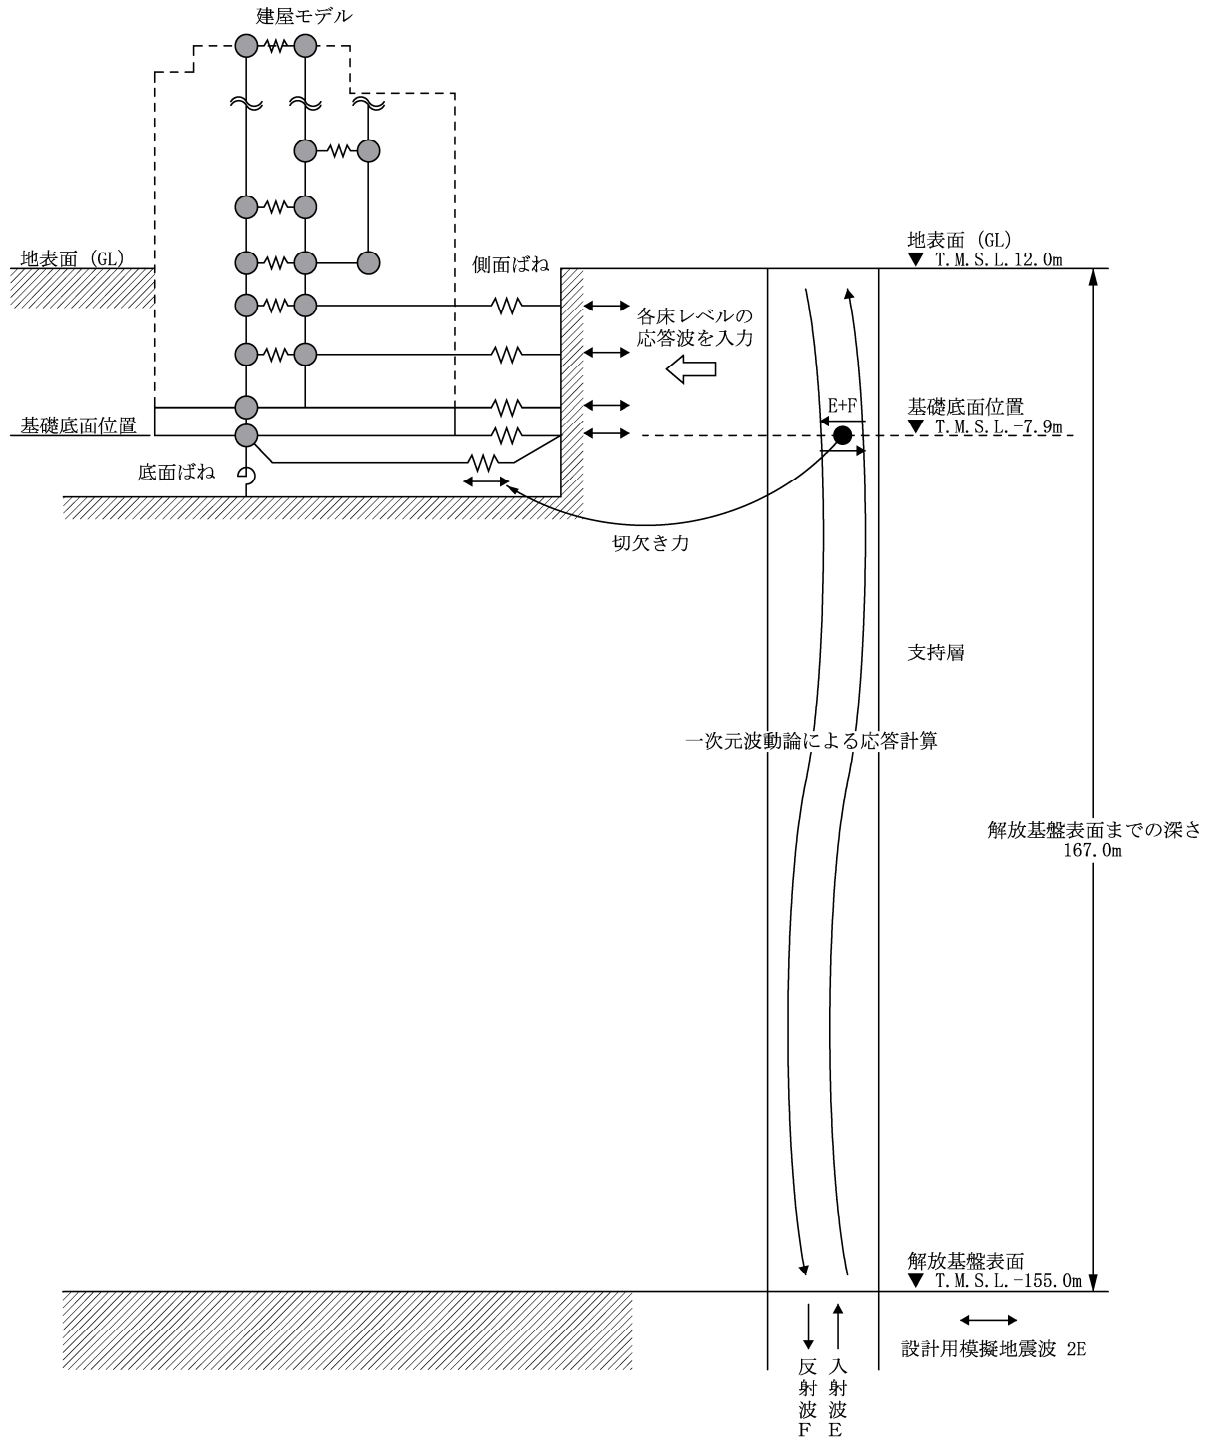 建屋モデル
地表面（GL）
側面ばね
地表面（GL）
▼ T.M.S.L.12.0m
各床レベルの
応答波を入力
E+F
基礎底面位置
基礎底面位置
▼ T.M.S.L.-7.9m
底面ばね
切欠き力
支持層
一次元波動論による応答計算
解放基盤表面までの深さ
167.0m
解放基盤表面
▼ T.M.S.L.-155.0m
設計用模擬地震波 2E
反射波F
入射波E